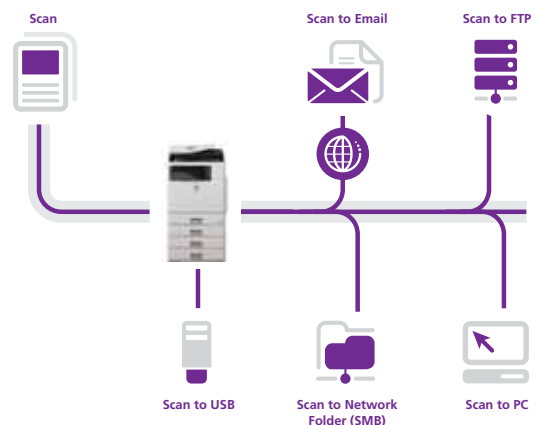 Scan
Scan to Email
Scan to FTP
Scan to USB
Scan to Network
Folder (SMB)
Scan to PC